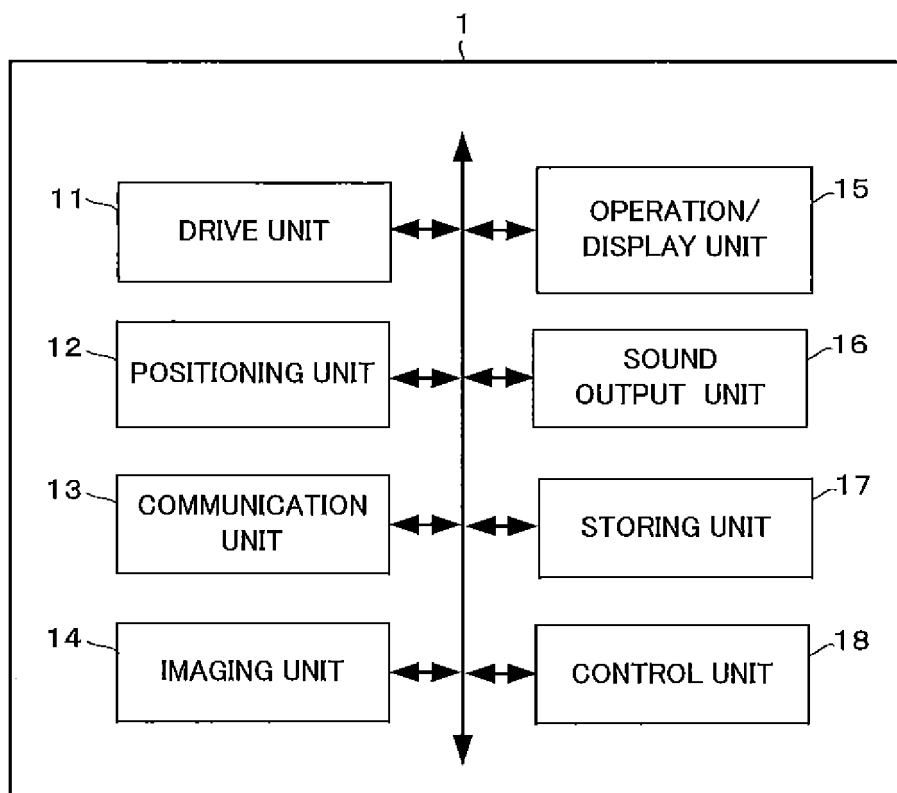 1
11
DRIVE UNIT
15
OPERATION/
DISPLAY UNIT
12
POSITIONING UNIT
16
SOUND
OUTPUT UNIT
13
COMMUNICATION
UNIT
17
STORING UNIT
14
IMAGING UNIT
18
CONTROL UNIT